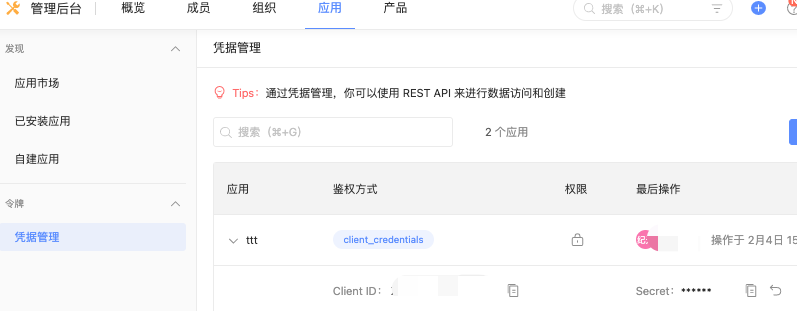 管理后台 概览 成员 组织 应用 产品 搜索 (⌘+K)
发现
应用市场
已安装应用
自建应用
令牌
凭据管理
凭据管理
Tips： 通过凭据管理，你可以使用 REST API 来进行数据访问和创建
搜索 (⌘+G) 2 个应用
应用 鉴权方式 权限 最后操作
ttt client_credentials 操作于 2月4日 15
Client ID： Secret： ******